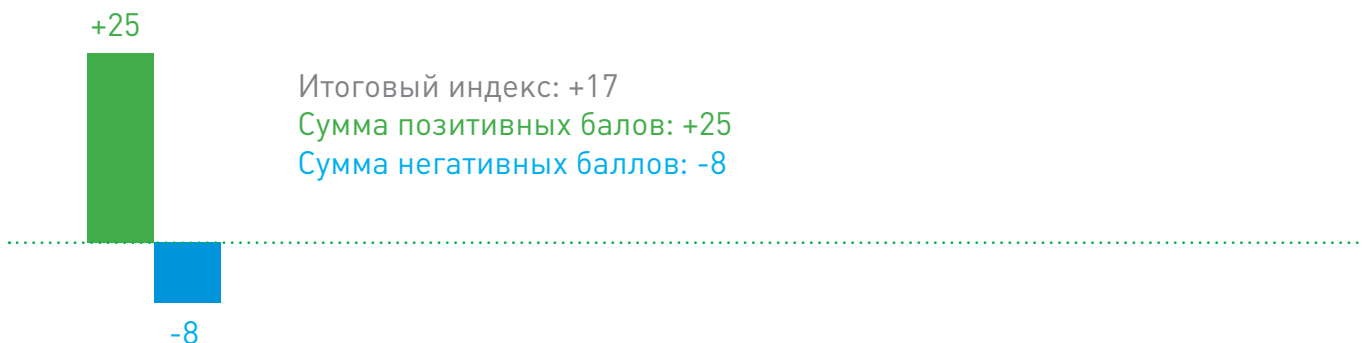 +25
Итоговый индекс: +17
Сумма позитивных балов: +25
Сумма негативных баллов: -8
-8